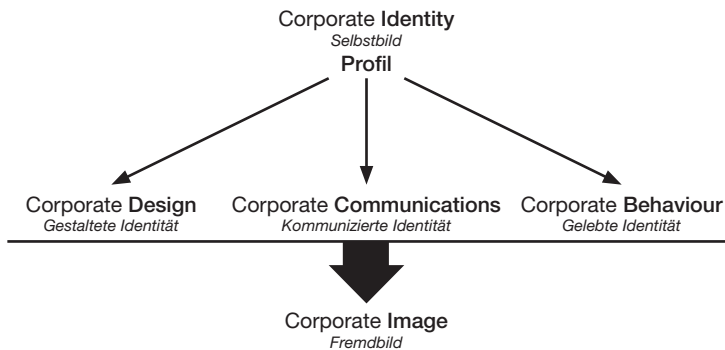 Corporate Identity
Selbstbild
Profil
Corporate Design
Gestaltete Identität
Corporate Communications
Kommunizierte Identität
Corporate Behaviour
Gelebte Identität
Corporate Image
Fremdbild